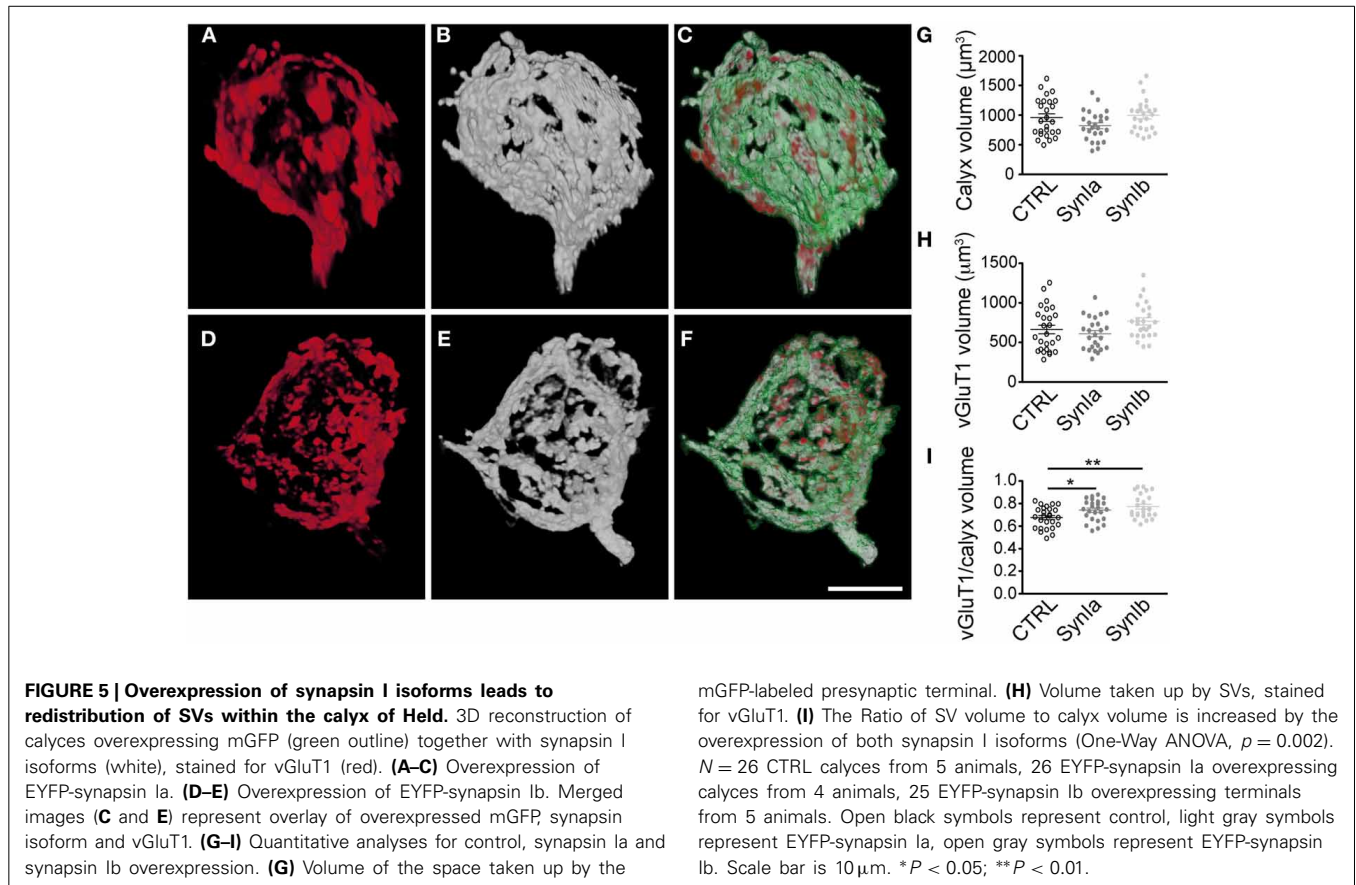 A
B
C
D
E
F
G
Calyx volume (µm³)
2000
1500
1000
500
0
CTRL
SynIa
SynIb
H
vGluT1 volume (µm³)
1500
1000
500
0
CTRL
SynIa
SynIb
I
vGluT1/calyx volume
**
*
1.0
0.8
0.6
0.4
0.2
0.0
CTRL
SynIa
SynIb
FIGURE 5 | Overexpression of synapsin I isoforms leads to
redistribution of SVs within the calyx of Held. 3D reconstruction of
calyces overexpressing mGFP (green outline) together with synapsin I
isoforms (white), stained for vGluT1 (red). (A–C) Overexpression of
EYFP-synapsin Ia. (D–E) Overexpression of EYFP-synapsin Ib. Merged
images (C and E) represent overlay of overexpressed mGFP, synapsin
isoform and vGluT1. (G–I) Quantitative analyses for control, synapsin Ia and
synapsin Ib overexpression. (G) Volume of the space taken up by the
mGFP-labeled presynaptic terminal. (H) Volume taken up by SVs, stained
for vGluT1. (I) The Ratio of SV volume to calyx volume is increased by the
overexpression of both synapsin I isoforms (One-Way ANOVA, p = 0.002).
N = 26 CTRL calyces from 5 animals, 26 EYFP-synapsin Ia overexpressing
calyces from 4 animals, 25 EYFP-synapsin Ib overexpressing terminals
from 5 animals. Open black symbols represent control, light gray symbols
represent EYFP-synapsin Ia, open gray symbols represent EYFP-synapsin
Ib. Scale bar is 10 µm. *P < 0.05; **P < 0.01.